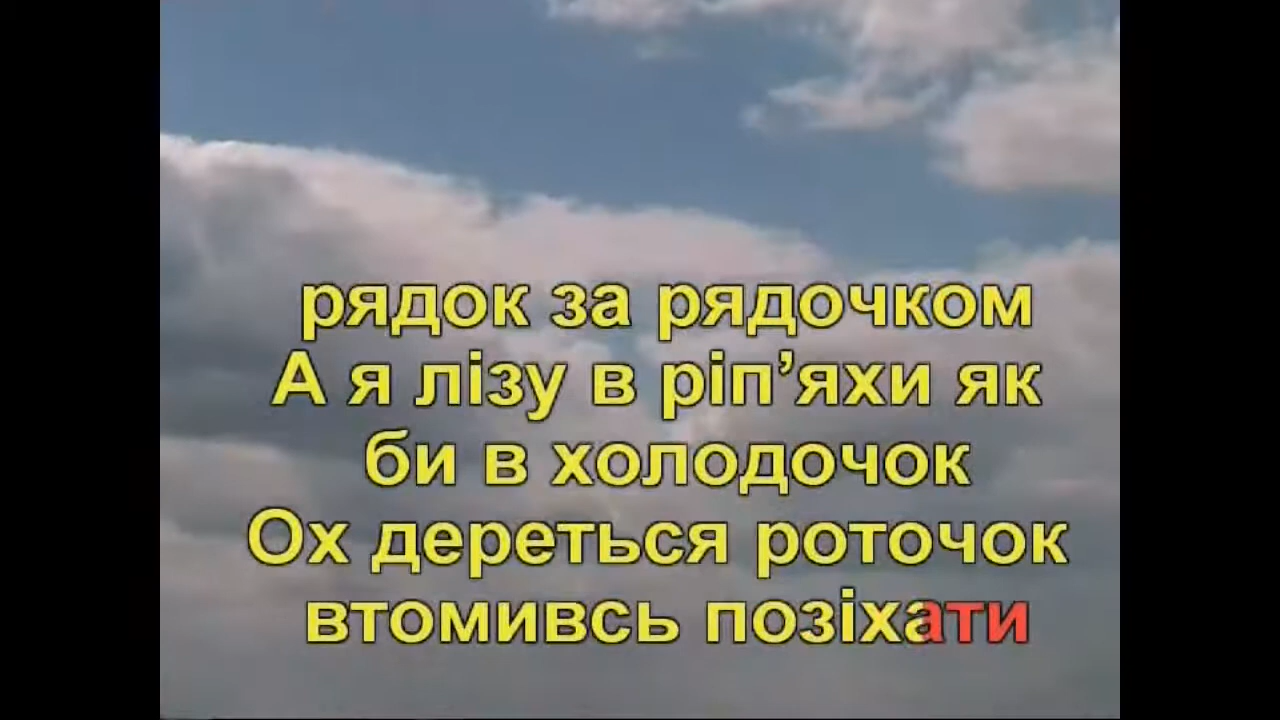 рядок за рядочком
А я лізу в ріп’яхи як
би в холодочок
Ох дереться роточок
втомивсь позіхати